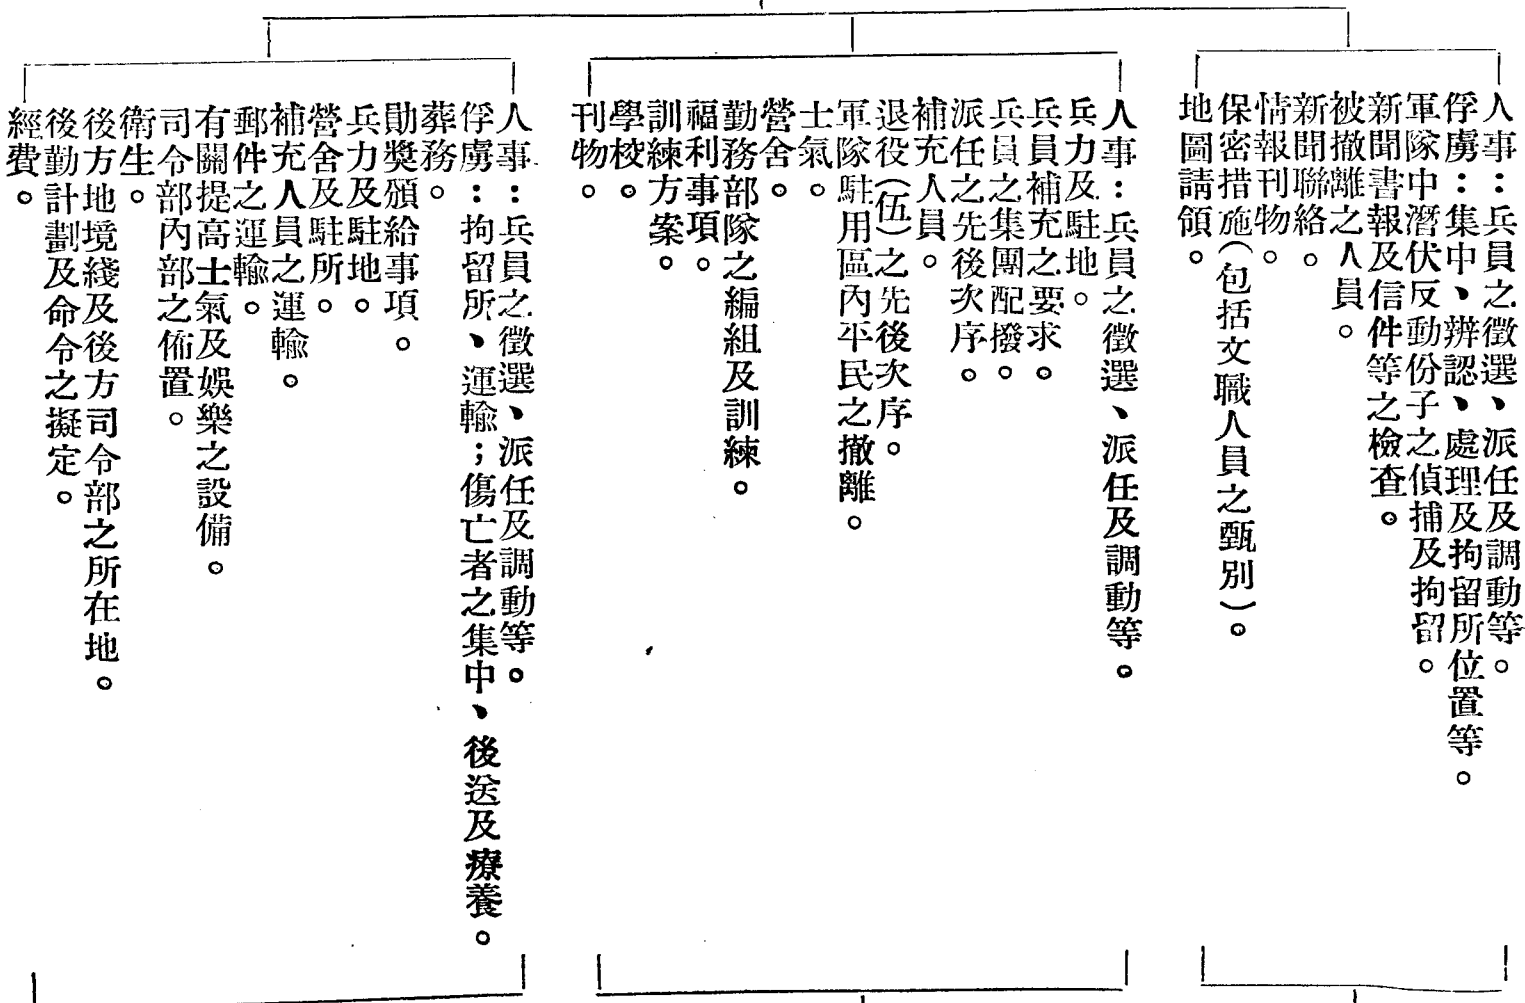 人事：兵員之徵選、派任及調動等。
俘虜：集中、辨認、處理及拘留所位置等。
軍隊中潛伏反動份子之偵捕及拘留。
新聞書報及信件等之檢查。
被撤離之人員。
新聞聯絡。
情報刊物。
保密措施（包括文職人員之甄別）。
地圖請領。
人事：兵員之徵選、派任及調動等。
兵力及駐地。
兵員補充之要求。
兵員之集團配撥。
派任之先後次序。
退役（伍）之先後次序。
補充人員。
軍隊駐用區內平民之撤離。
士氣。
營舍。
勤務部隊之編組及訓練。
福利事項。
訓練方案。
學校。
刊物。
人事：兵員之徵選、派任及調動等。
俘虜：拘留所、運輸；傷亡者之集中、後送及療養。
葬務。
勛獎頒給事項。
兵力及駐地。
營舍及駐所。
補充人員之運輸。
郵件之運輸。
有關提高士氣及娛樂之設備。
司令部內部之佈置。
衛生。
後方地境綫及後方司令部之所在地。
後勤計劃及命令之擬定。
經費。